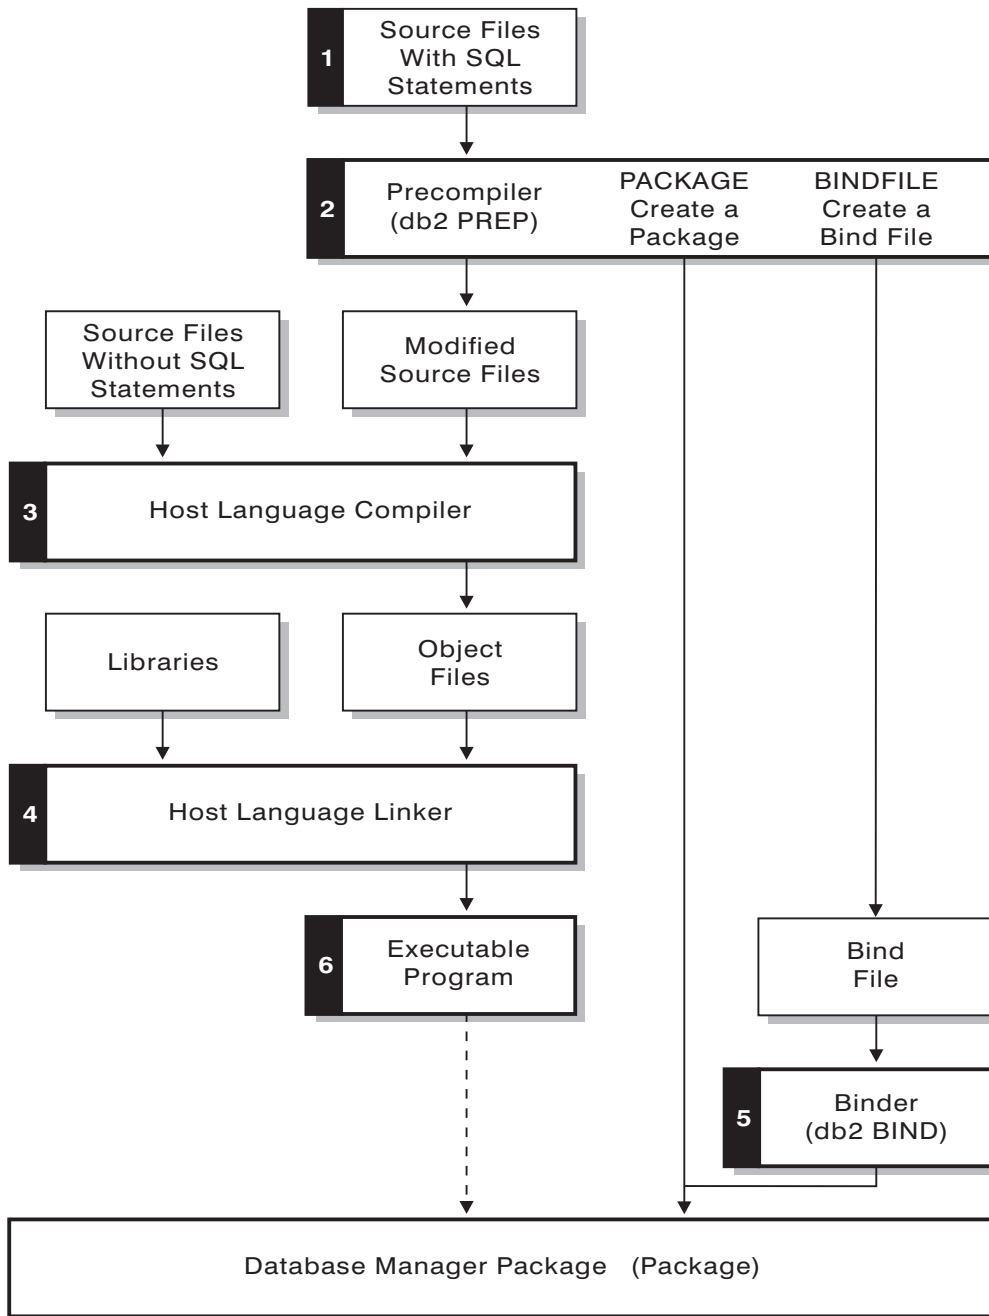 1
Source Files
With SQL
Statements
2
Precompiler
(db2 PREP)
PACKAGE
Create a
Package
BINDFILE
Create a
Bind File
Source Files
Without SQL
Statements
Modified
Source Files
3
Host Language Compiler
Libraries
Object
Files
4
Host Language Linker
6
Executable
Program
Bind
File
5
Binder
(db2 BIND)
Database Manager Package (Package)